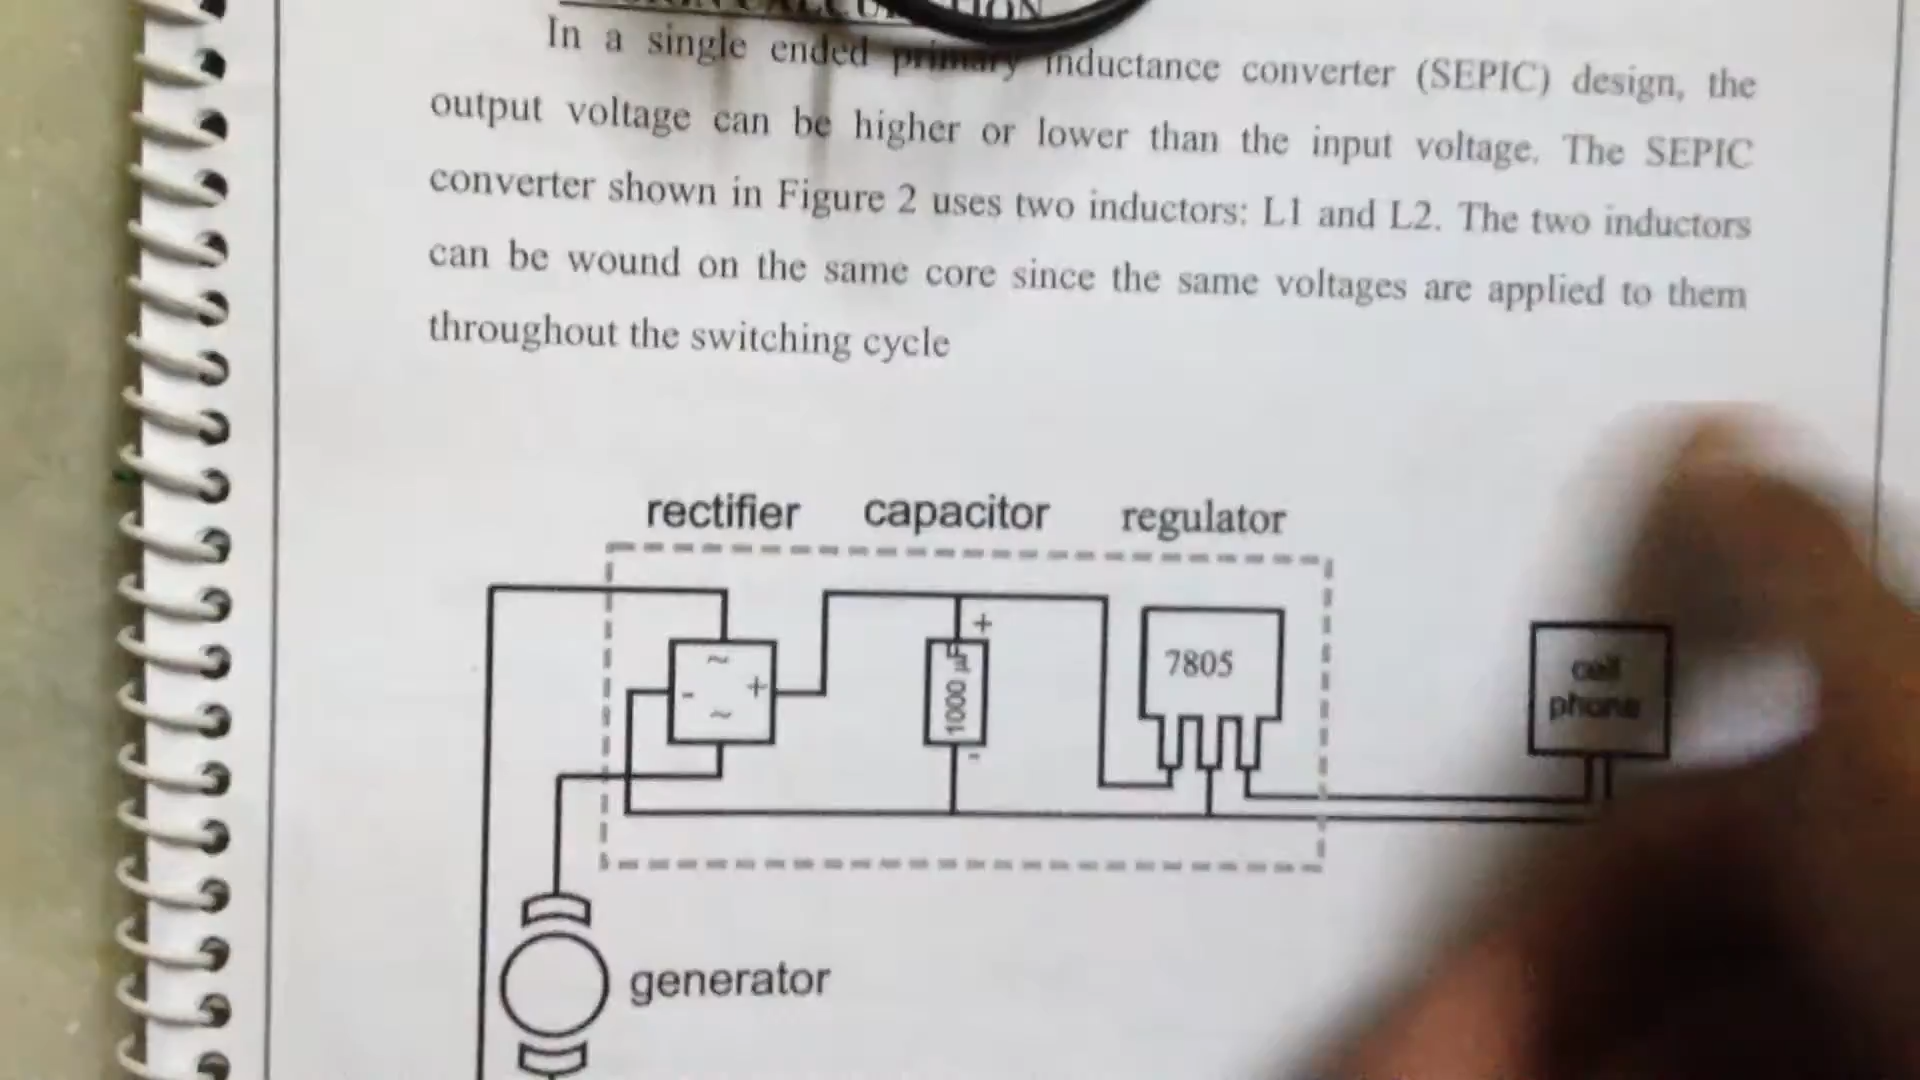 In a single ended primary inductance converter (SEPIC) design, the
output voltage can be higher or lower than the input voltage. The SEPIC
converter shown in Figure 2 uses two inductors: L1 and L2. The two inductors
can be wound on the same core since the same voltages are applied to them
throughout the switching cycle
rectifier capacitor regulator
~
- +
~
+
1000 µF
-
7805
cell
phone
generator